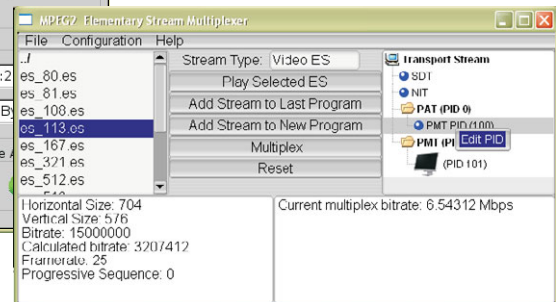 MPEG2 Elementary Stream Multiplexer
File Configuration Help
../
es_80.es
es_81.es
es_108.es
es_113.es
es_167.es
es_321.es
es_512.es
Stream Type: Video ES
Play Selected ES
Add Stream to Last Program
Add Stream to New Program
Multiplex
Reset
Transport Stream
SDT
NIT
PAT (PID 0)
PMT PID (100)
PMT (PI
Edit PID
(PID 101)
Horizontal Size: 704
Vertical Size: 576
Bitrate: 15000000
Calculated bitrate: 3207412
Framerate: 25
Progressive Sequence: 0
Current multiplex bitrate: 6.54312 Mbps
:2
By